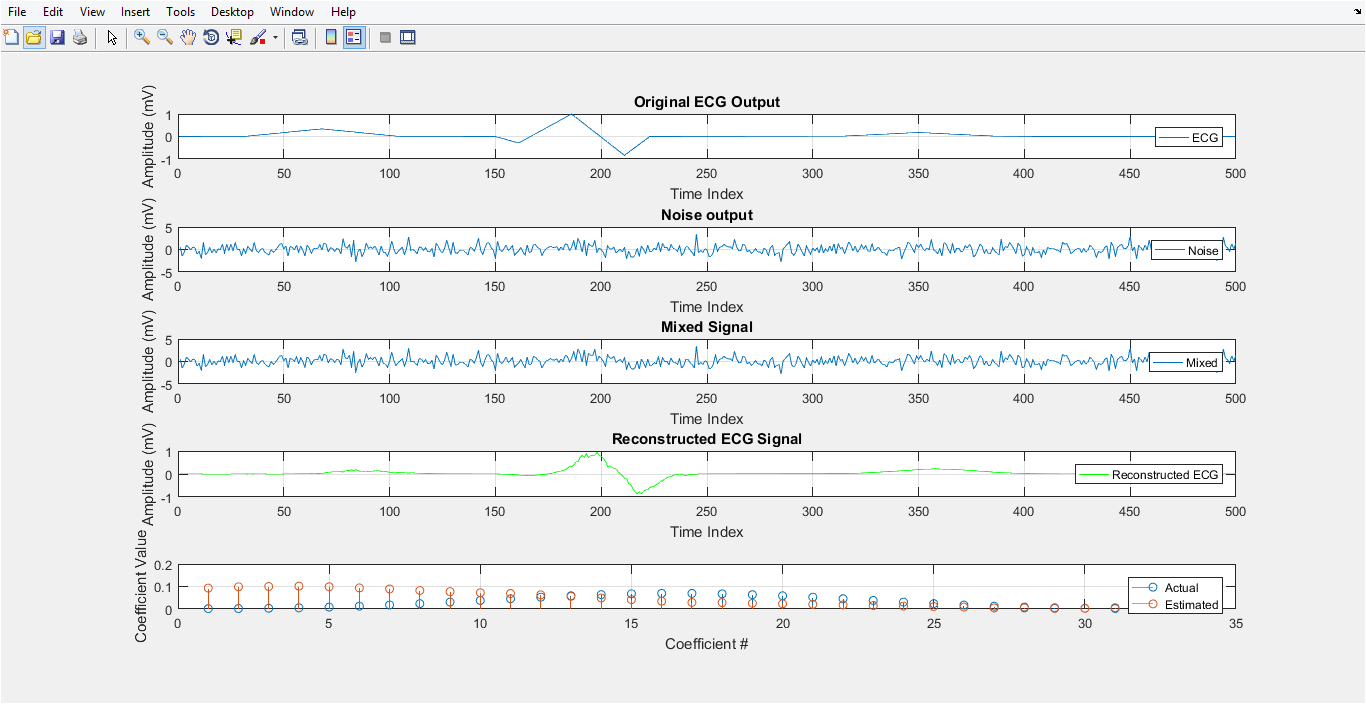 File Edit View Insert Tools Desktop Window Help
Original ECG Output
Amplitude (mV)
1
0
-1
ECG
0 50 100 150 200 250 300 350 400 450 500
Time Index
Noise output
Amplitude (mV)
5
0
-5
Noise
0 50 100 150 200 250 300 350 400 450 500
Time Index
Mixed Signal
Amplitude (mV)
5
0
-5
Mixed
0 50 100 150 200 250 300 350 400 450 500
Time Index
Reconstructed ECG Signal
Amplitude (mV)
1
0
-1
Reconstructed ECG
0 50 100 150 200 250 300 350 400 450 500
Time Index
Coefficient Value
0.2
0.1
0
Actual
Estimated
0 5 10 15 20 25 30 35
Coefficient #